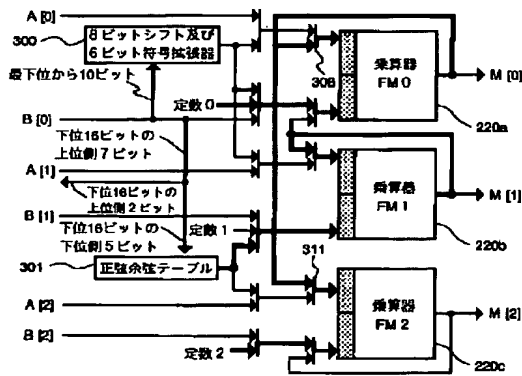 A [0]
300
8ビットシフト及び
6ビット符号拡張器
最下位から10ビット
定数0
B [0]
下位16ビットの
上位側7ビット
A [1]
下位16ビットの
上位側2ビット
B [1]
下位16ビットの
下位側5ビット
定数1
301
正弦余弦テーブル
A [2]
B [2]
定数2
308
311
乗算器
FM0
M [0]
220a
乗算器
FM1
M [1]
220b
乗算器
FM2
M [2]
220c